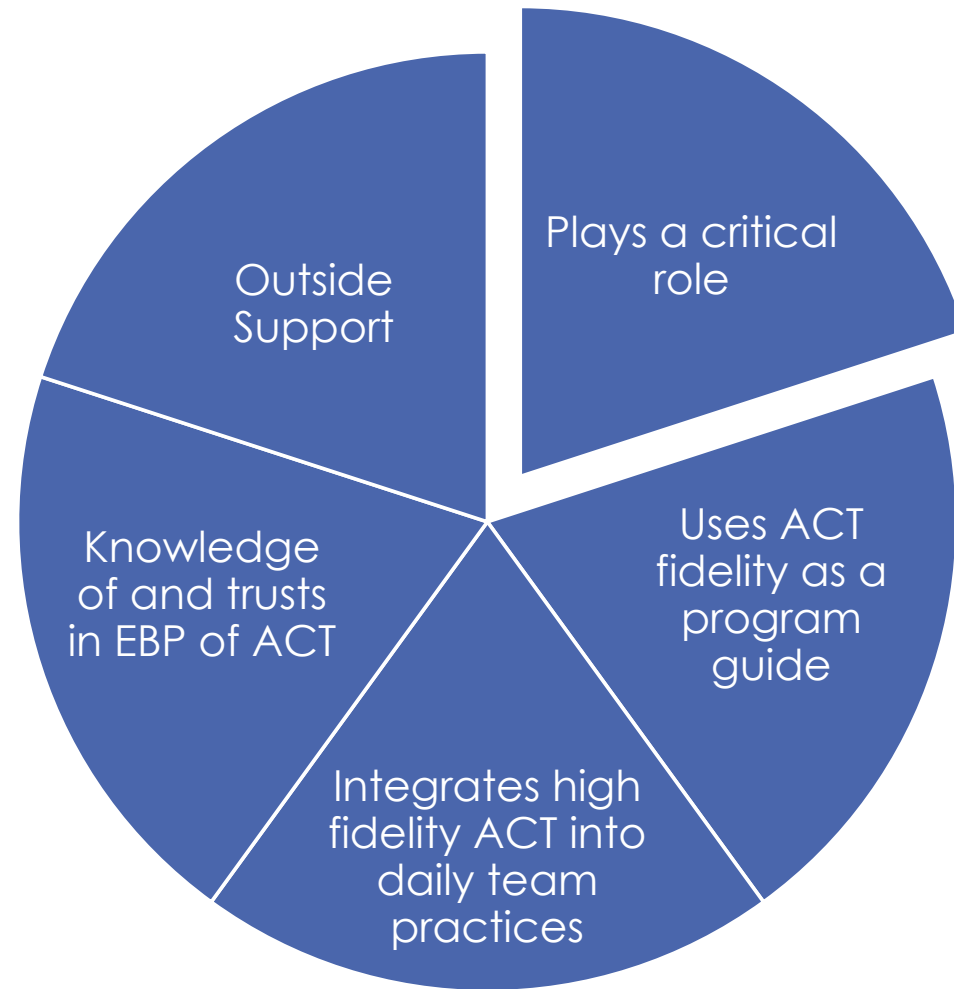 Plays a critical
role
Uses ACT
fidelity as a
program
guide
Integrates high
fidelity ACT into
daily team
practices
Knowledge
of and trusts
in EBP of ACT
Outside
Support